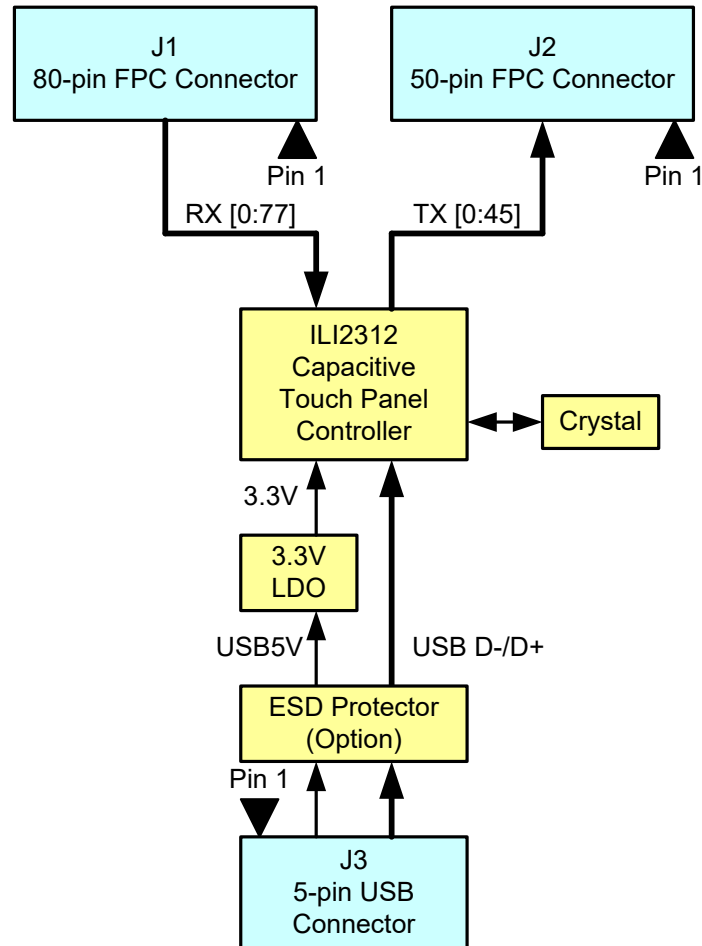 J1
80-pin FPC Connector
J2
50-pin FPC Connector
Pin 1
Pin 1
RX [0:77]
TX [0:45]
ILI2312
Capacitive
Touch Panel
Controller
Crystal
3.3V
3.3V
LDO
USB5V
USB D-/D+
ESD Protector
(Option)
Pin 1
J3
5-pin USB
Connector